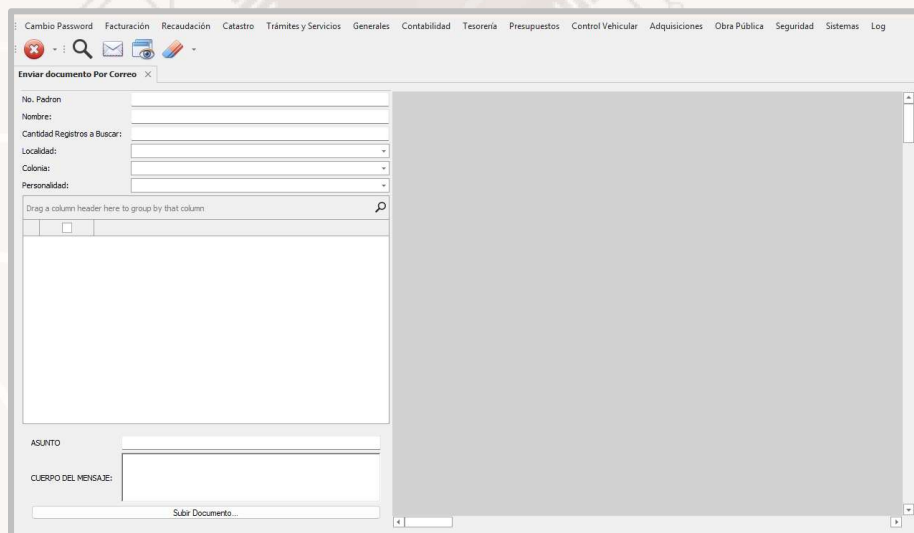 Cambio Password Facturación Recaudación Catastro Trámites y Servicios Generales Contabilidad Tesorería Presupuestos Control Vehicular Adquisiciones Obra Pública Seguridad Sistemas Log
Enviar documento Por Correo
No. Padron
Nombre:
Cantidad Registros a Buscar:
Localidad:
Colonia:
Personalidad:
Drag a column header here to group by that column
ASUNTO
CUERPO DEL MENSAJE:
Subir Documento...